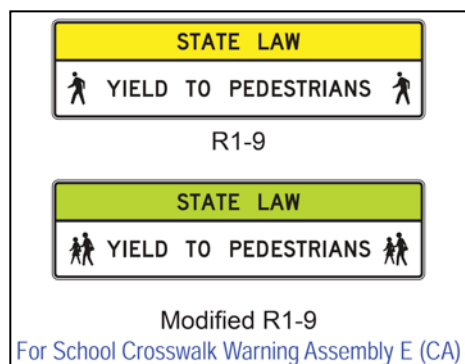 STATE LAW
YIELD TO PEDESTRIANS
R1-9
STATE LAW
YIELD TO PEDESTRIANS
Modified R1-9
For School Crosswalk Warning Assembly E (CA)